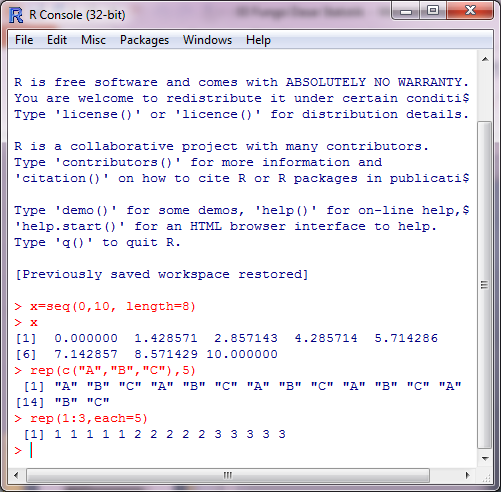 R Console (32-bit)
File Edit Misc Packages Windows Help
R is free software and comes with ABSOLUTELY NO WARRANTY.
You are welcome to redistribute it under certain conditi$
Type 'license()' or 'licence()' for distribution details.
R is a collaborative project with many contributors.
Type 'contributors()' for more information and
'citation()' on how to cite R or R packages in publicati$
Type 'demo()' for some demos, 'help()' for on-line help,$
'help.start()' for an HTML browser interface to help.
Type 'q()' to quit R.
[Previously saved workspace restored]
> x=seq(0,10, length=8)
> x
[1] 0.000000 1.428571 2.857143 4.285714 5.714286
[6] 7.142857 8.571429 10.000000
> rep(c("A","B","C"),5)
[1] "A" "B" "C" "A" "B" "C" "A" "B" "C" "A" "B" "C" "A"
[14] "B" "C"
> rep(1:3,each=5)
[1] 1 1 1 1 1 2 2 2 2 2 3 3 3 3 3
>